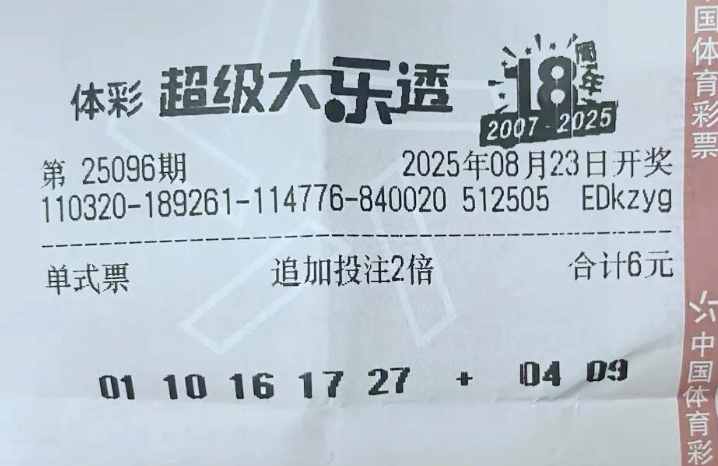 体彩 超级大乐透 18周年
2007-2025
第 25096期 2025年08月23日开奖
110320-189261-114776-840020 512505 EDkzyg
单式票 追加投注2倍 合计6元
01 10 16 17 27 + 04 09
中国体育彩票
中国体育彩